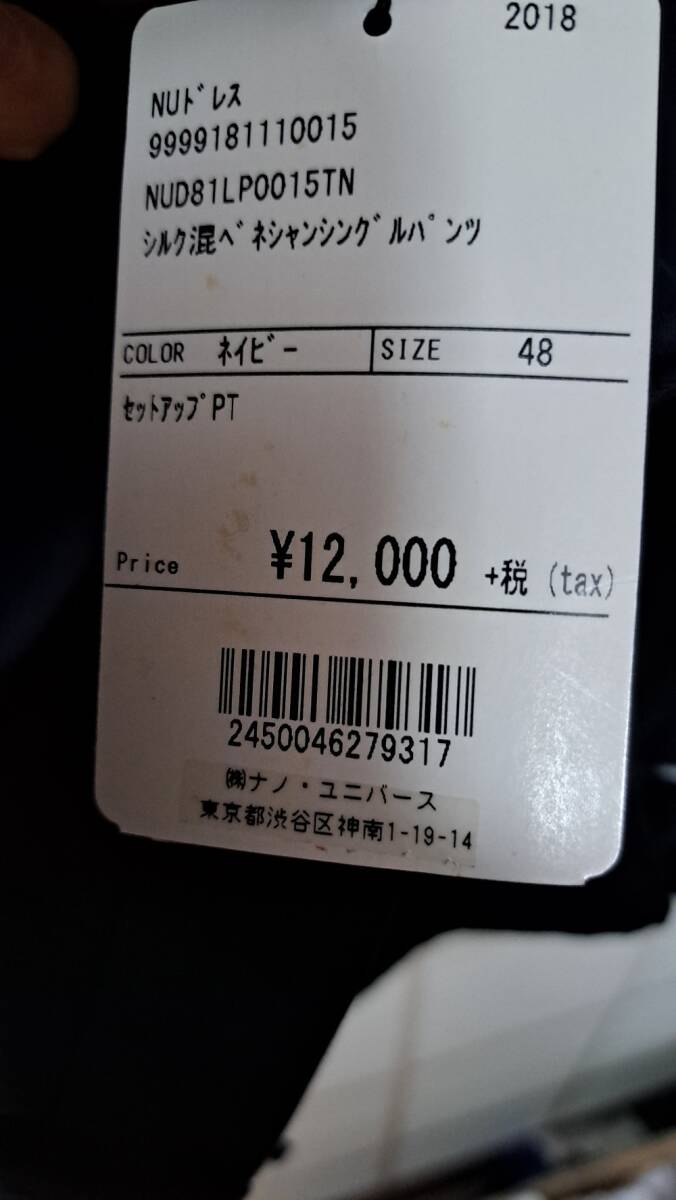 2018
NUﾄﾞﾚｽ
9999181110015
NUD81LP0015TN
ｼﾙｸ混ﾍﾞﾈｼｬﾝｼﾝｸﾞﾙﾊﾟﾝﾂ
COLOR ﾈｲﾋﾞｰ SIZE 48
ｾｯﾄｱｯﾌﾟPT
Price ¥12,000 +税 (tax)
2450046279317
㈱ナノ・ユニバース
東京都渋谷区神南1-19-14